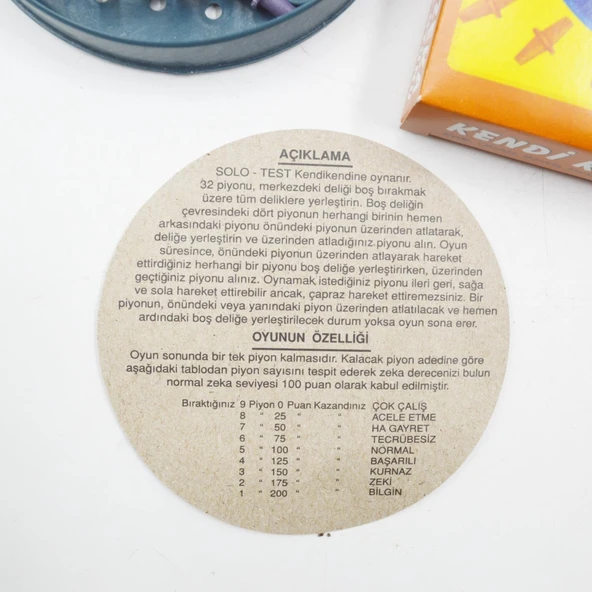 KENDİ K
AÇIKLAMA
SOLO - TEST Kendikendine oynanır.
32 piyonu, merkezdeki deliği boş bırakmak
üzere tüm deliklere yerleştirin. Boş deliğin
çevresindeki dört piyonun herhangi birinin hemen
arkasındaki piyonu önündeki piyonun üzerinden atlatarak,
deliğe yerleştirin ve üzerinden atladığınız piyonu alın. Oyun
süresince, önündeki piyonun üzerinden atlayarak hareket
ettirdiğiniz herhangi bir piyonu boş deliğe yerleştirirken, üzerinden
geçtiğiniz piyonu alınız. Oynamak istediğiniz piyonu ileri geri, sağa
ve sola hareket ettirebilir ancak, çapraz hareket ettiremezsiniz. Bir
piyonun, önündeki veya yanındaki piyon üzerinden atlatılacak ve hemen
ardındaki boş deliğe yerleştirilecek durum yoksa oyun sona erer.
OYUNUN ÖZELLİĞİ
Oyun sonunda bir tek piyon kalmasıdır. Kalacak piyon adedine göre
aşağıdaki tablodan piyon sayısını tespit ederek zeka derecenizi bulun
normal zeka seviyesi 100 puan olarak kabul edilmiştir.
Bıraktığınız 9 Piyon 0 Puan Kazandınız ÇOK ÇALIŞ
8 " 25 " " ACELE ETME
7 " 50 " " HA GAYRET
6 " 75 " " TECRÜBESİZ
5 " 100 " " NORMAL
4 " 125 " " BAŞARILI
3 " 150 " " KURNAZ
2 " 175 " " ZEKİ
1 " 200 " " BİLGİN